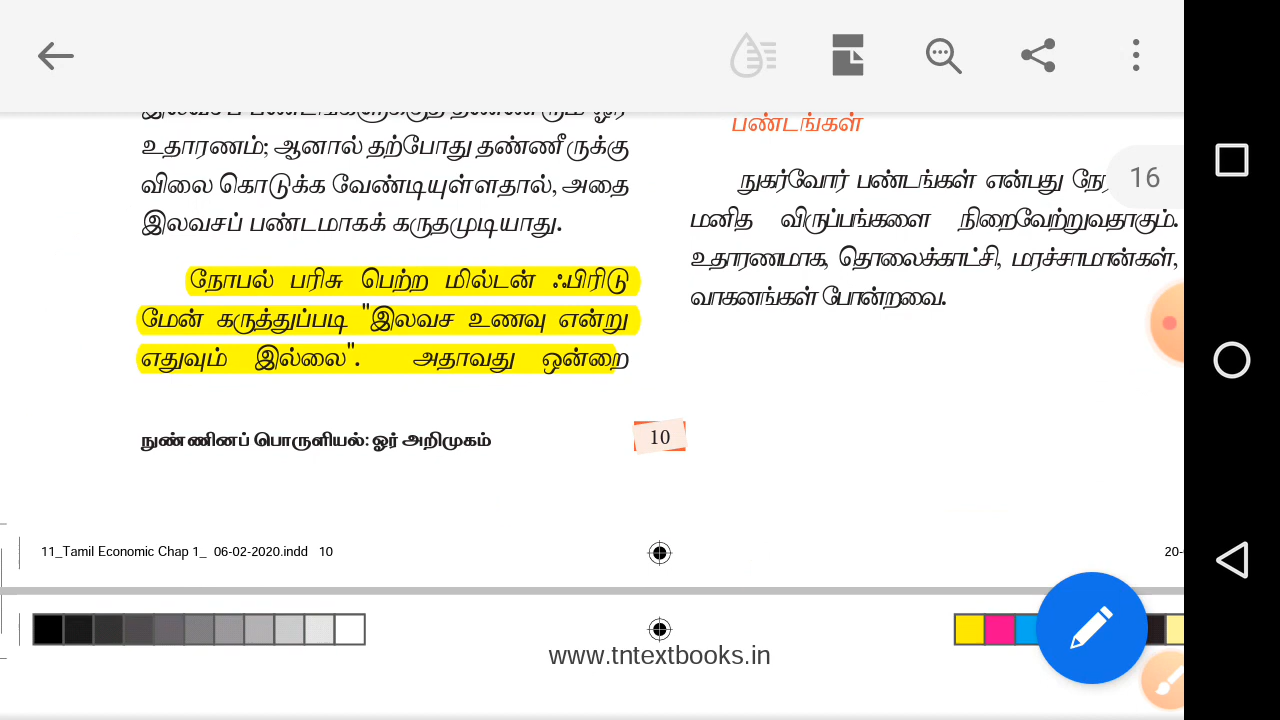 உதாரணம்; ஆனால் தற்போது தண்ணீருக்கு
விலை கொடுக்க வேண்டியுள்ளதால், அதை
இலவசப் பண்டமாகக் கருதமுடியாது.
நோபல் பரிசு பெற்ற மில்டன் ஃபிரிடு
மேன் கருத்துப்படி "இலவச உணவு என்று
எதுவும் இல்லை". அதாவது ஒன்றை
பண்டங்கள்
நுகர்வோர் பண்டங்கள் என்பது
மனித விருப்பங்களை நிறைவேற்றுவதாகும்.
உதாரணமாக, தொலைக்காட்சி, மரச்சாமான்கள்,
வாகனங்கள் போன்றவை.
16
நுண்ணினப் பொருளியல்: ஓர் அறிமுகம்
10
11_Tamil Economic Chap 1_ 06-02-2020.indd 10
www.tntextbooks.in